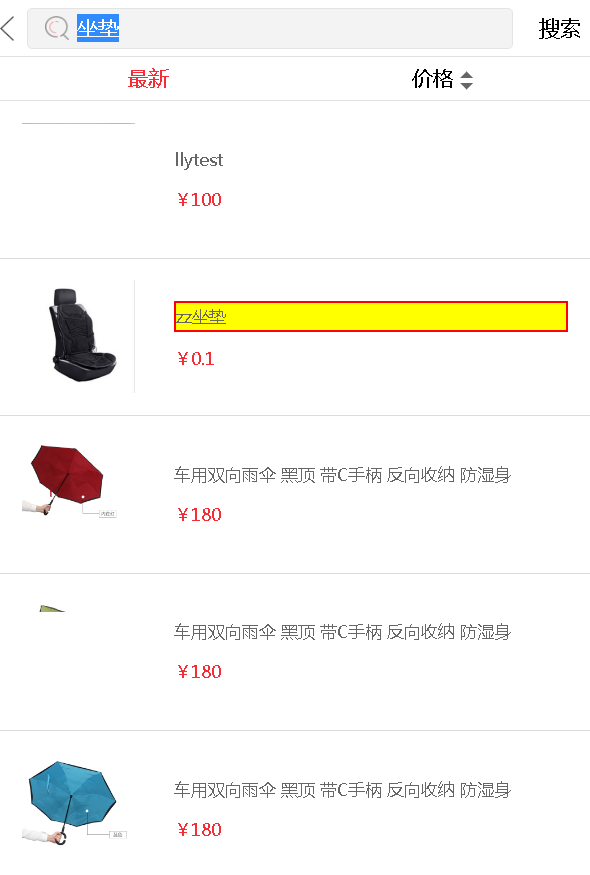 坐垫 搜索
最新 价格
llytest
￥100
zz坐垫
￥0.1
车用双向雨伞 黑顶 带C手柄 反向收纳 防湿身
￥180
车用双向雨伞 黑顶 带C手柄 反向收纳 防湿身
￥180
车用双向雨伞 黑顶 带C手柄 反向收纳 防湿身
￥180